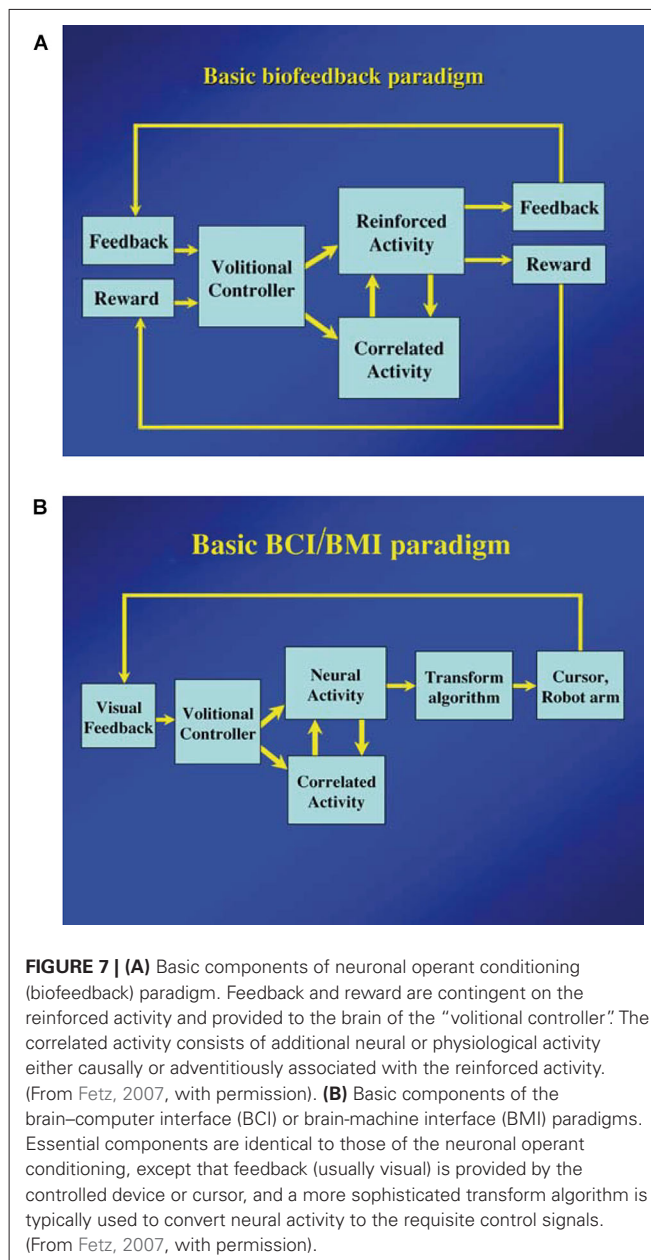 A
Basic biofeedback paradigm
Feedback
Reward
Volitional
Controller
Reinforced
Activity
Correlated
Activity
Feedback
Reward
B
Basic BCI/BMI paradigm
Visual
Feedback
Volitional
Controller
Neural
Activity
Correlated
Activity
Transform
algorithm
Cursor,
Robot arm
FIGURE 7 | (A) Basic components of neuronal operant conditioning
(biofeedback) paradigm. Feedback and reward are contingent on the
reinforced activity and provided to the brain of the “volitional controller”. The
correlated activity consists of additional neural or physiological activity
either causally or adventitiously associated with the reinforced activity.
(From Fetz, 2007, with permission). (B) Basic components of the
brain–computer interface (BCI) or brain-machine interface (BMI) paradigms.
Essential components are identical to those of the neuronal operant
conditioning, except that feedback (usually visual) is provided by the
controlled device or cursor, and a more sophisticated transform algorithm is
typically used to convert neural activity to the requisite control signals.
(From Fetz, 2007, with permission).